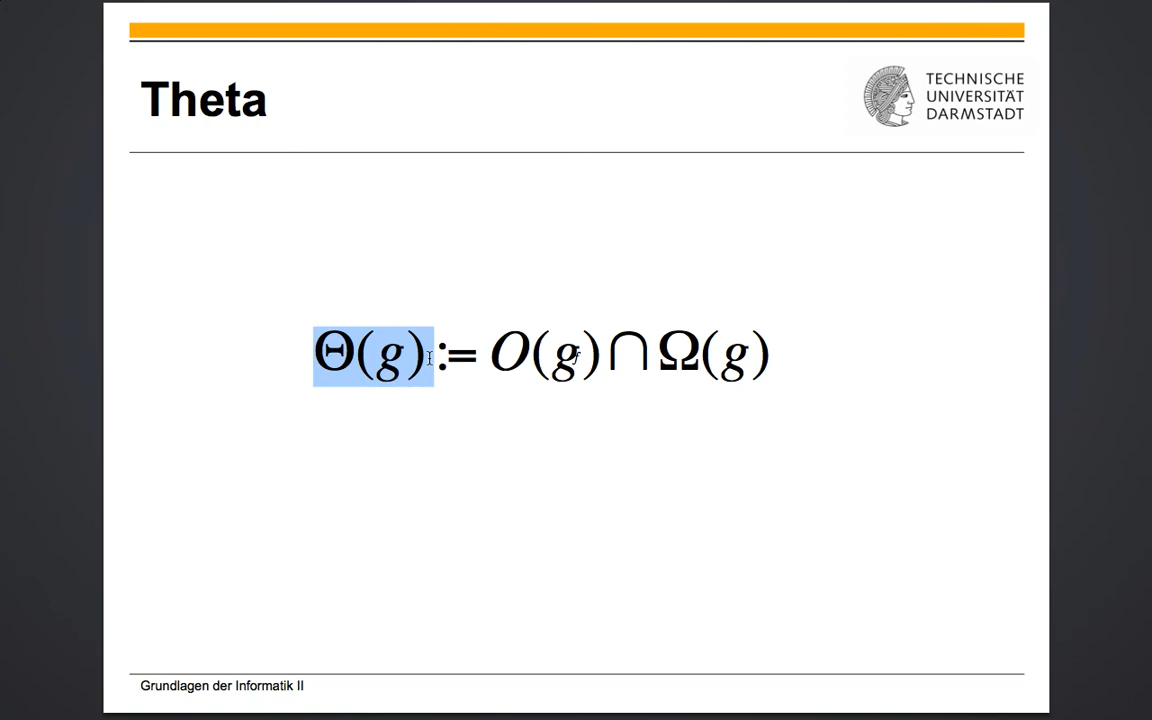 Theta
TECHNISCHE
UNIVERSITÄT
DARMSTADT
Θ(g) := O(g) ∩ Ω(g)
Grundlagen der Informatik II